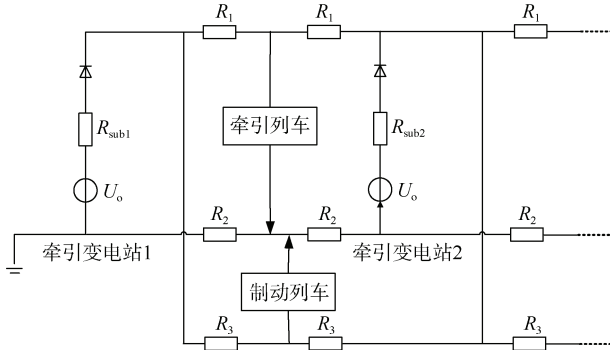 R1 R1 R1
牵引列车
Rsub1 Rsub2
Uo Uo
R2 R2 R2
牵引变电站1 牵引变电站2
制动列车
R3 R3 R3